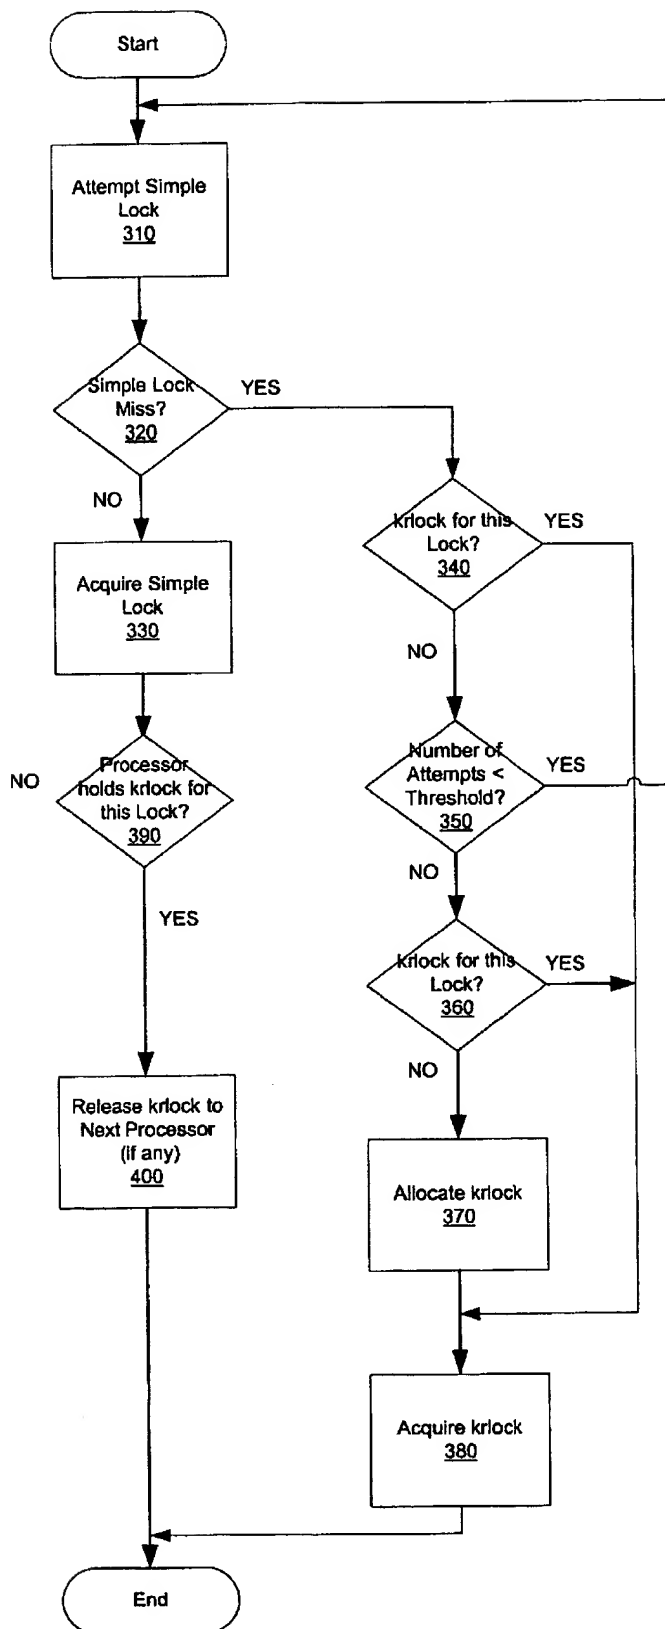 Start
Attempt Simple
Lock
310
Simple Lock
Miss?
320
YES
NO
krlock for this
Lock?
340
YES
Acquire Simple
Lock
330
NO
Number of
Attempts <
Threshold?
350
YES
Processor
holds krlock for
this Lock?
390
NO
NO
YES
krlock for this
Lock?
360
YES
NO
Release krlock to
Next Processor
(if any)
400
Allocate krlock
370
Acquire krlock
380
End